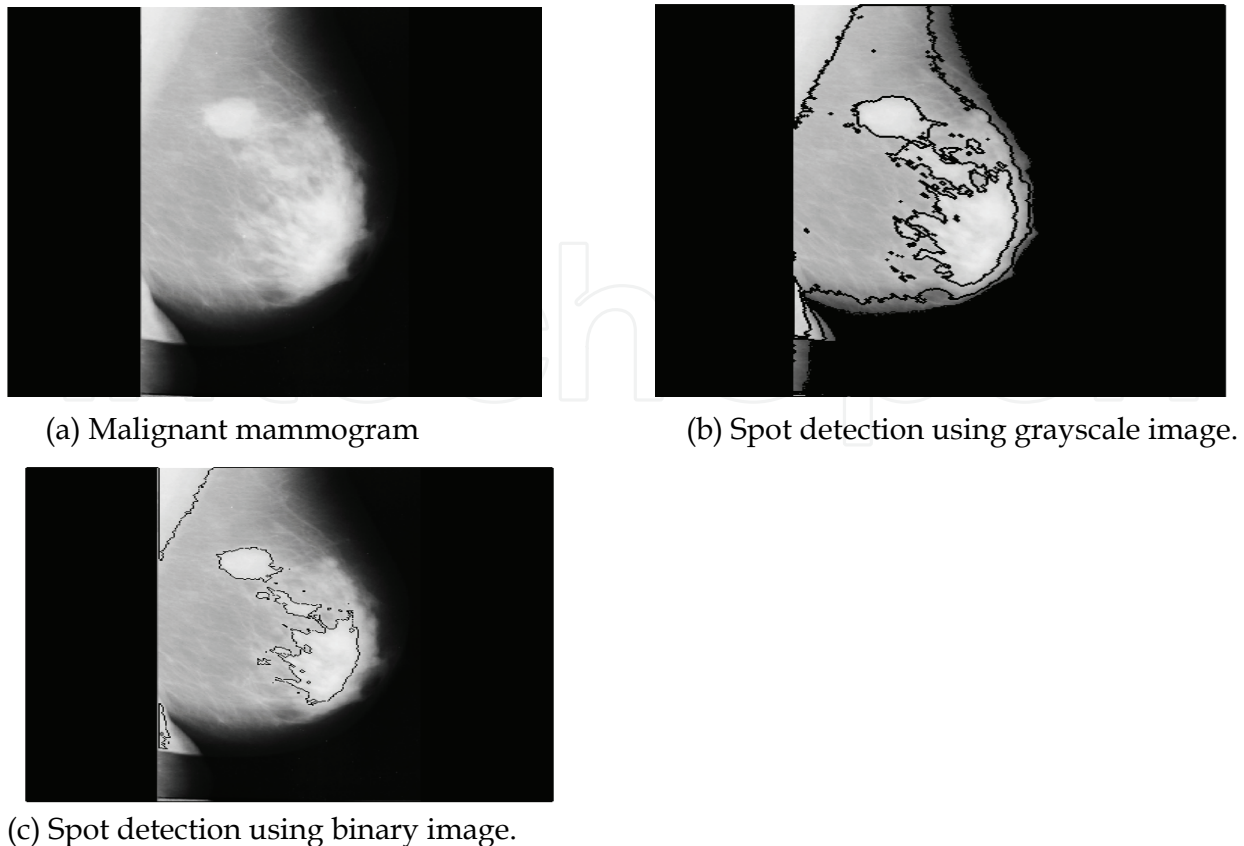 (a) Malignant mammogram
(b) Spot detection using grayscale image.
(c) Spot detection using binary image.